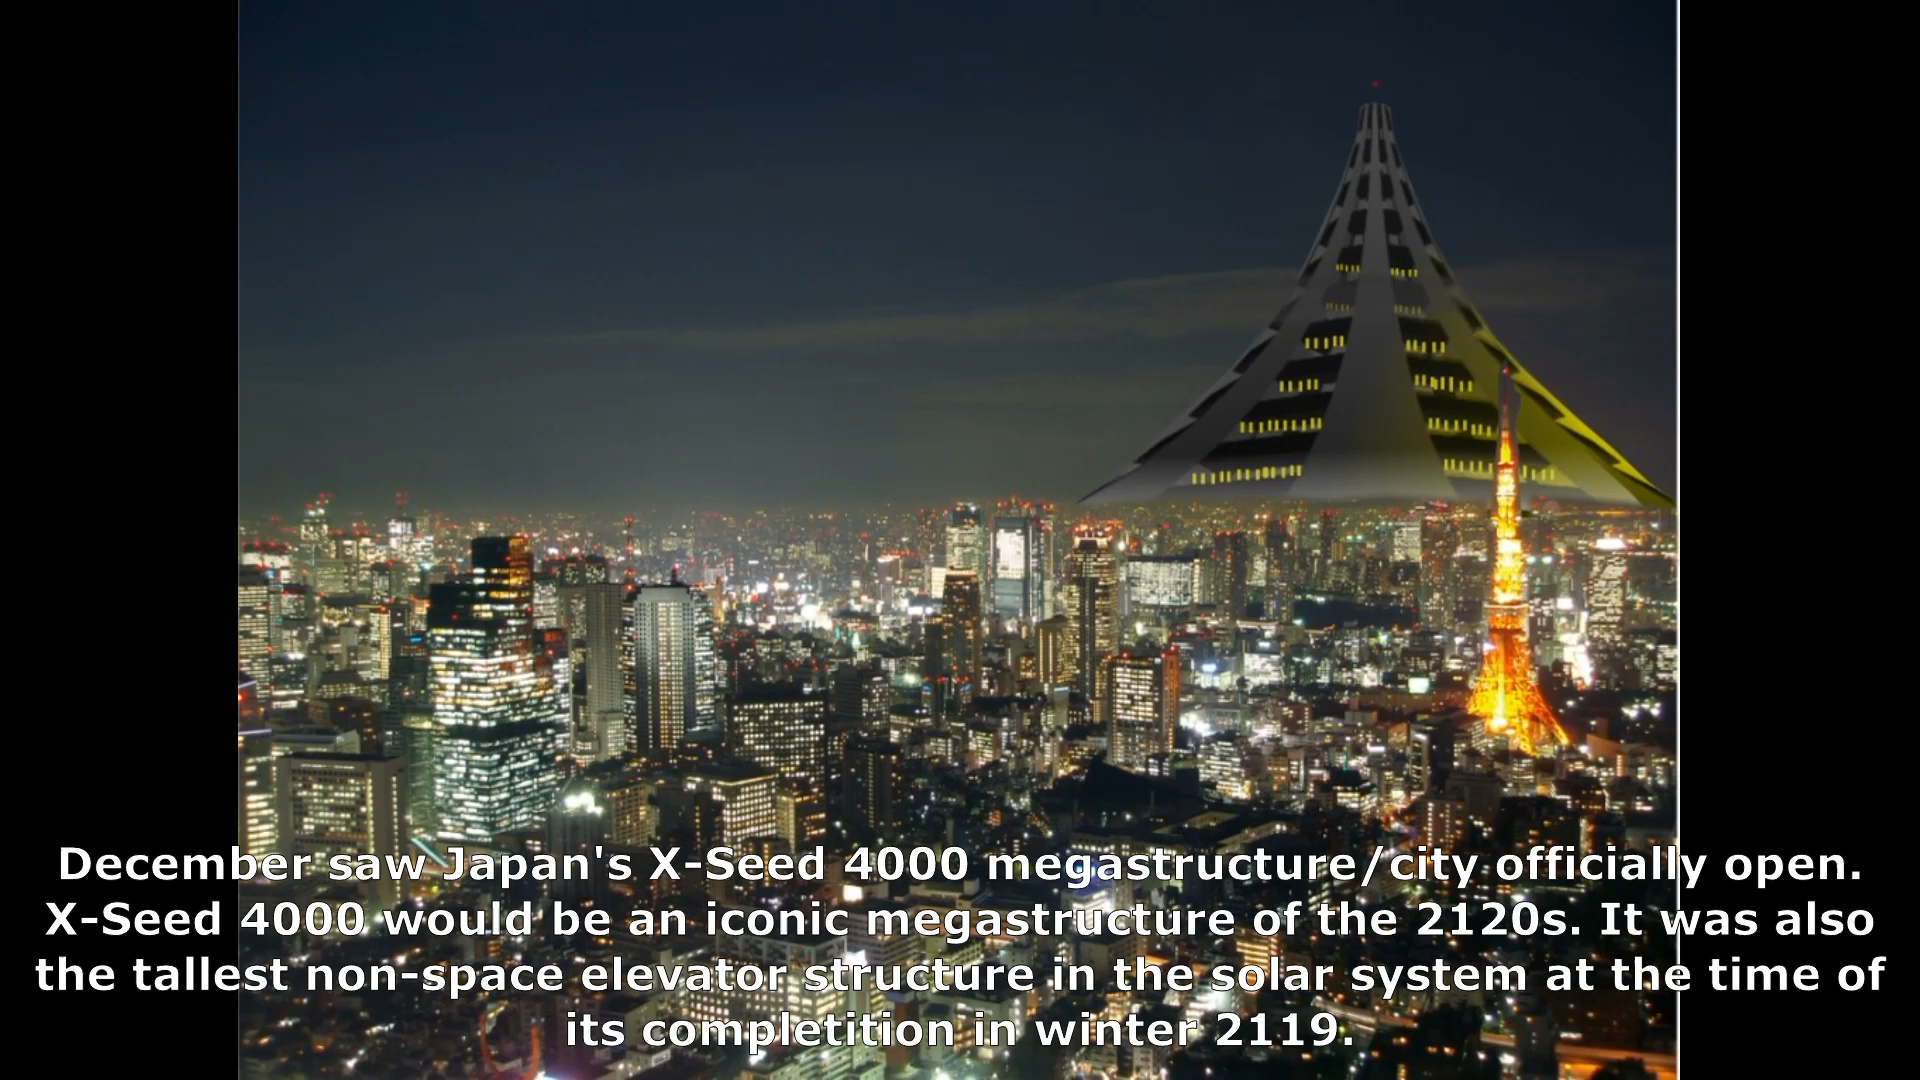 December saw Japan's X-Seed 4000 megastructure/city officially open.
X-Seed 4000 would be an iconic megastructure of the 2120s. It was also
the tallest non-space elevator structure in the solar system at the time of
its completition in winter 2119.